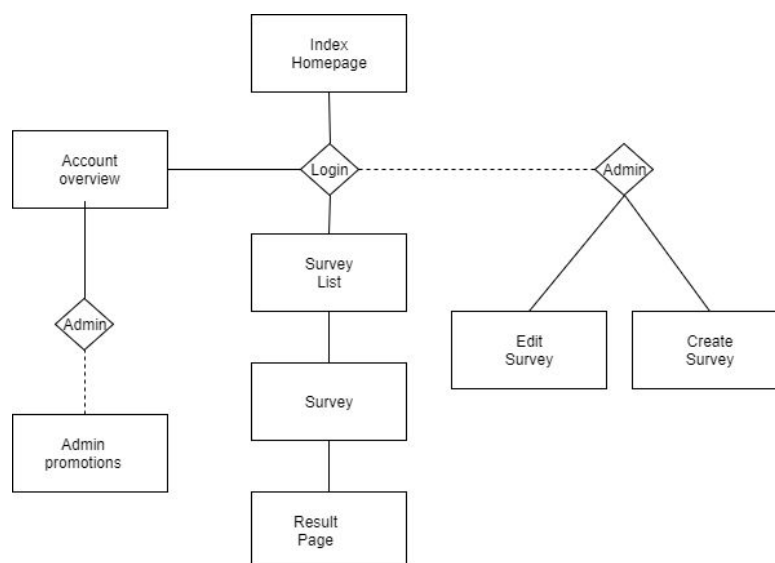 Index
Homepage
Account
overview
Login
Admin
Survey
List
Admin
Edit
Survey
Create
Survey
Survey
Admin
promotions
Result
Page